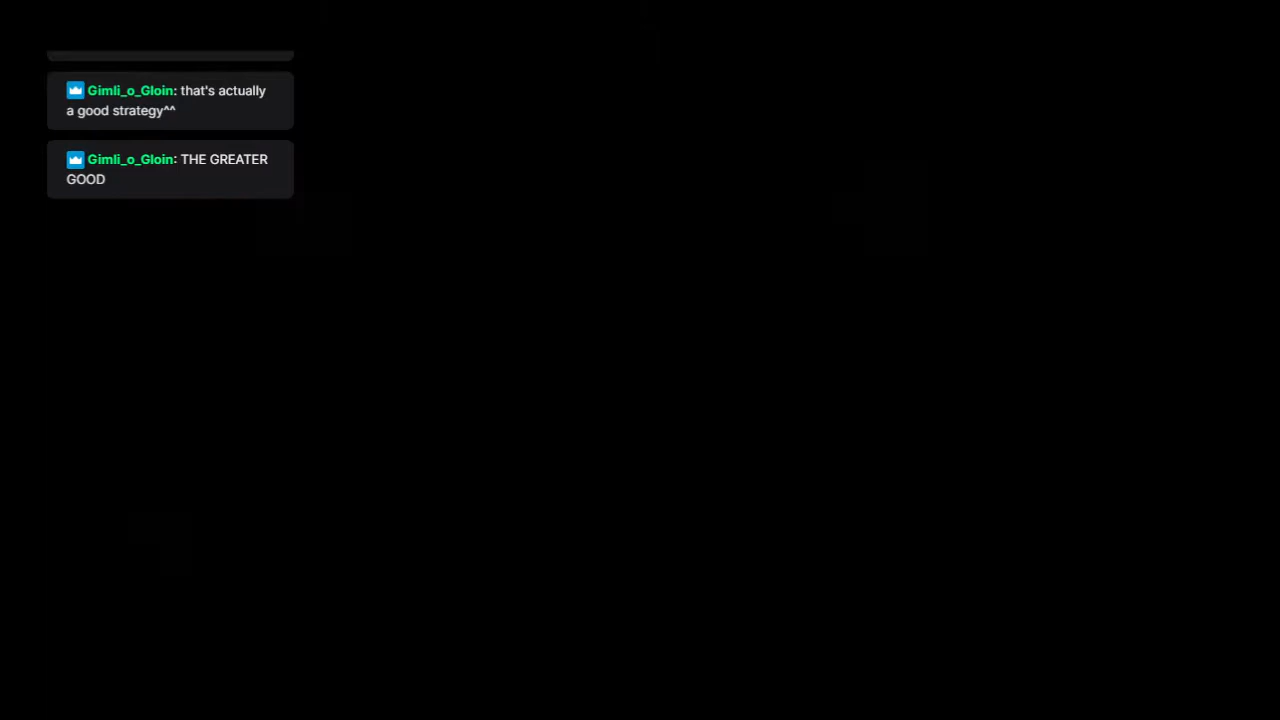 Gimli_o_Gloin: that's actually
a good strategy^^
Gimli_o_Gloin: THE GREATER
GOOD